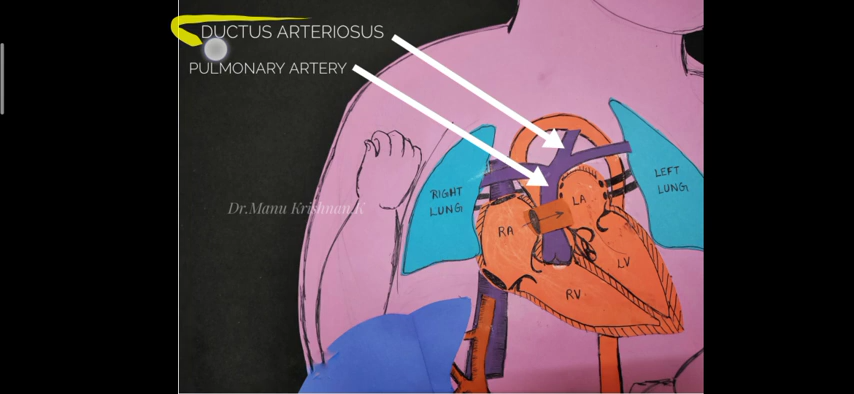 DUCTUS ARTERIOSUS
PULMONARY ARTERY
RIGHT
LUNG
LEFT
LUNG
LA
Dr.Manu Krishnan.K
RA
LV
RV